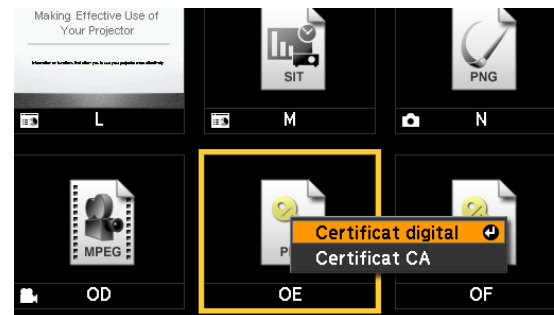 Making Effective Use of
Your Projector
SIT
PNG
L
M
N
MPEG
Certificat digital
Certificat CA
OD
OE
OF